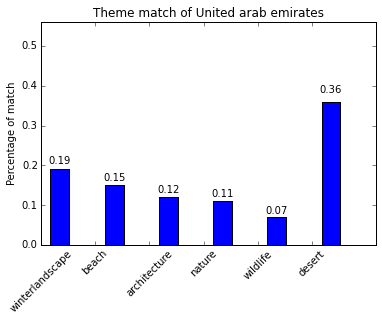 Theme match of United arab emirates
Percentage of match
0.5
0.4
0.3
0.2
0.1
0.0
0.19
0.15
0.12
0.11
0.07
0.36
winterlandscape
beach
architecture
nature
wildlife
desert